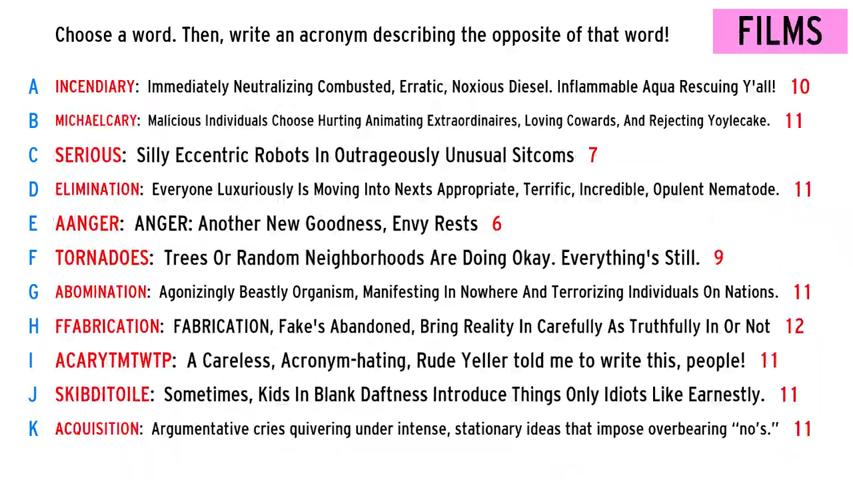 Choose a word. Then, write an acronym describing the opposite of that word!
FILMS
A INCENDIARY: Immediately Neutralizing Combusted, Erratic, Noxious Diesel. Inflammable Aqua Rescuing Y'all! 10
B MICHAELCARY: Malicious Individuals Choose Hurting Animating Extraordinaires, Loving Cowards, And Rejecting Yoylecake. 11
C SERIOUS: Silly Eccentric Robots In Outrageously Unusual Sitcoms 7
D ELIMINATION: Everyone Luxuriously Is Moving Into Nexts Appropriate, Terrific, Incredible, Opulent Nematode. 11
E AANGER: ANGER: Another New Goodness, Envy Rests 6
F TORNADOES: Trees Or Random Neighborhoods Are Doing Okay. Everything's Still. 9
G ABOMINATION: Agonizingly Beastly Organism, Manifesting In Nowhere And Terrorizing Individuals On Nations. 11
H FFABRICATION: FABRICATION, Fake's Abandoned, Bring Reality In Carefully As Truthfully In Or Not 12
I ACARYTMTWTP: A Careless, Acronym-hating, Rude Yeller told me to write this, people! 11
J SKIBDITOILE: Sometimes, Kids In Blank Daftness Introduce Things Only Idiots Like Earnestly. 11
K ACQUISITION: Argumentative cries quivering under intense, stationary ideas that impose overbearing “no's.” 11